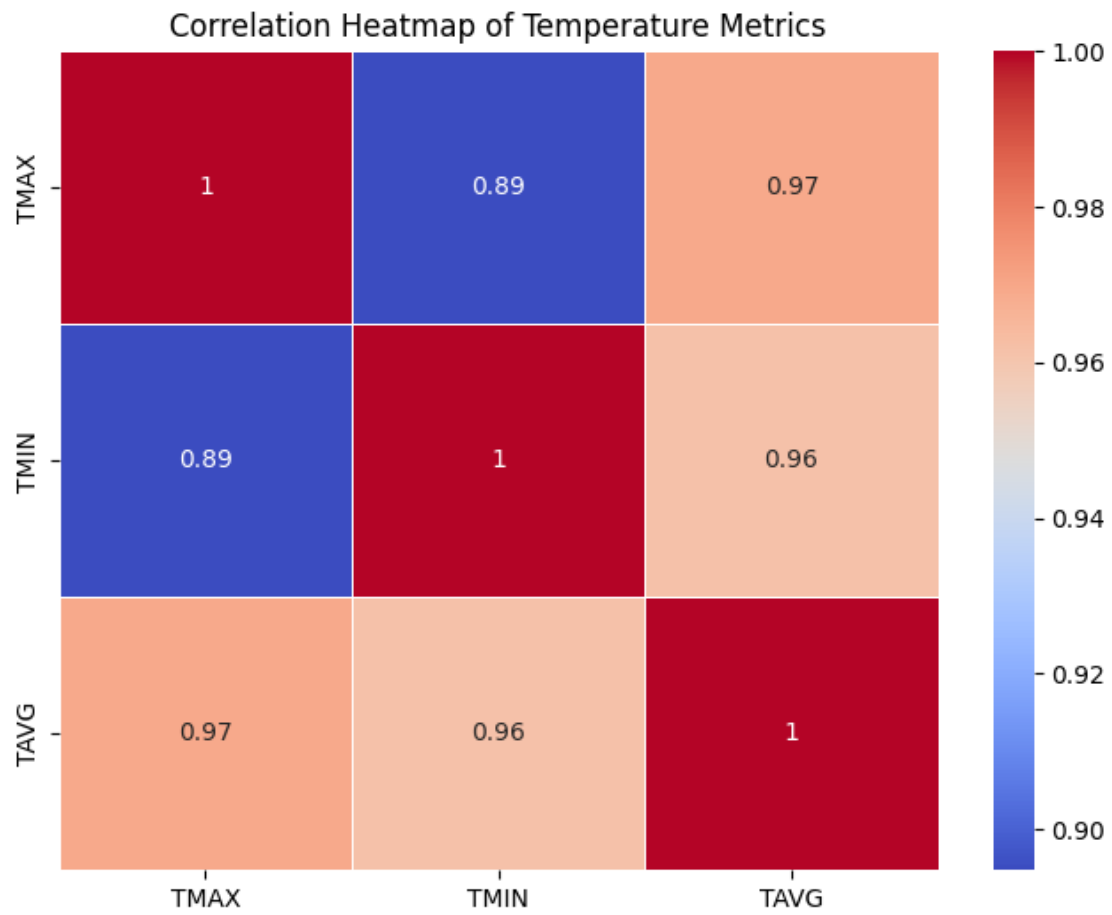 Correlation Heatmap of Temperature Metrics
1.00
TMAX 1 0.89 0.97
0.98
0.96
TMIN 0.89 1 0.96
0.94
0.92
TAVG 0.97 0.96 1
0.90
TMAX TMIN TAVG